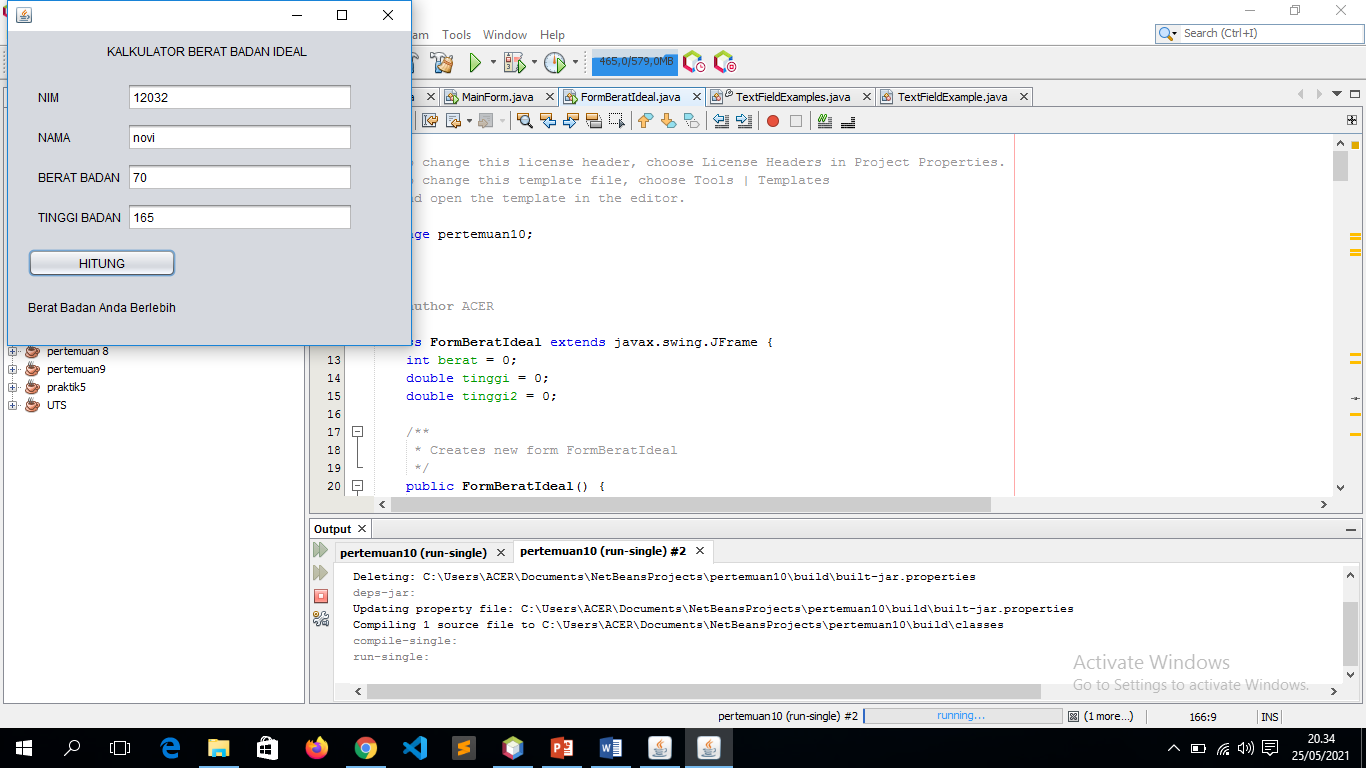 KALKULATOR BERAT BADAN IDEAL
NIM 12032
NAMA novi
BERAT BADAN 70
TINGGI BADAN 165
HITUNG
Berat Badan Anda Berlebih
Tools Window Help
Search (Ctrl+I)
465,0/579,0MB
MainForm.java FormBeratIdeal.java TextFieldExamples.java TextFieldExample.java
change this license header, choose License Headers in Project Properties.
change this template file, choose Tools | Templates
open the template in the editor.
pertemuan10;
ACER
FormBeratIdeal extends javax.swing.JFrame {
13 int berat = 0;
14 double tinggi = 0;
15 double tinggi2 = 0;
16
17 /**
18 * Creates new form FormBeratIdeal
19 */
20 public FormBeratIdeal() {
pertemuan 8
pertemuan9
praktik5
UTS
Output
pertemuan10 (run-single) pertemuan10 (run-single) #2
Deleting: C:\Users\ACER\Documents\NetBeansProjects\pertemuan10\build\built-jar.properties
deps-jar:
Updating property file: C:\Users\ACER\Documents\NetBeansProjects\pertemuan10\build\built-jar.properties
Compiling 1 source file to C:\Users\ACER\Documents\NetBeansProjects\pertemuan10\build\classes
compile-single:
run-single:
Activate Windows
Go to Settings to activate Windows.
pertemuan10 (run-single) #2 running... (1 more...) 166:9 INS
20.34
25/05/2021